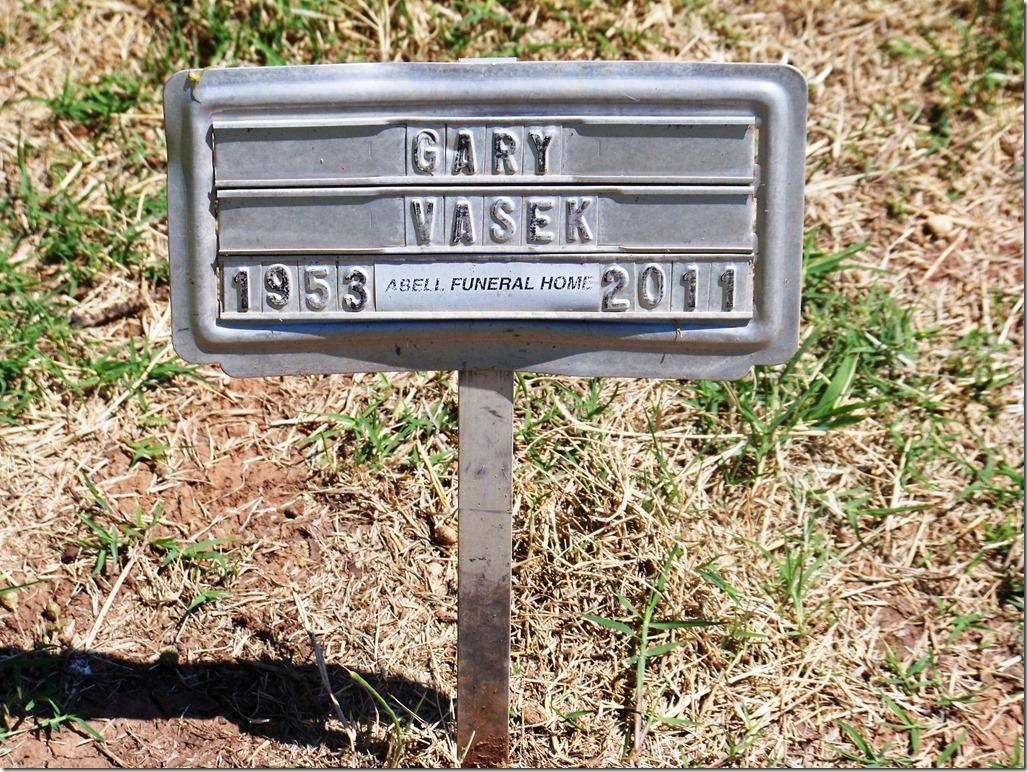 GARY
VASEK
1953 ABELL FUNERAL HOME 2011